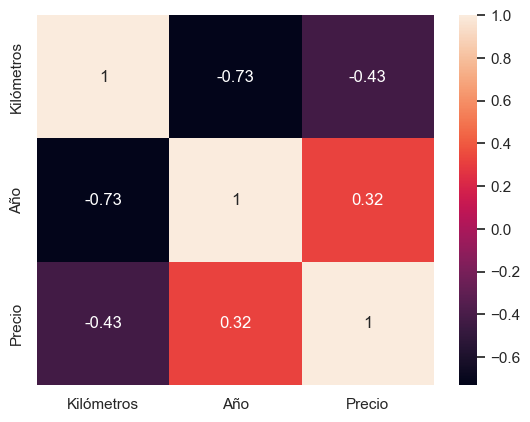 Kilómetros
Año
Precio
1 -0.73 -0.43
-0.73 1 0.32
-0.43 0.32 1
Kilómetros Año Precio
1.0
0.8
0.6
0.4
0.2
0.0
−0.2
−0.4
−0.6